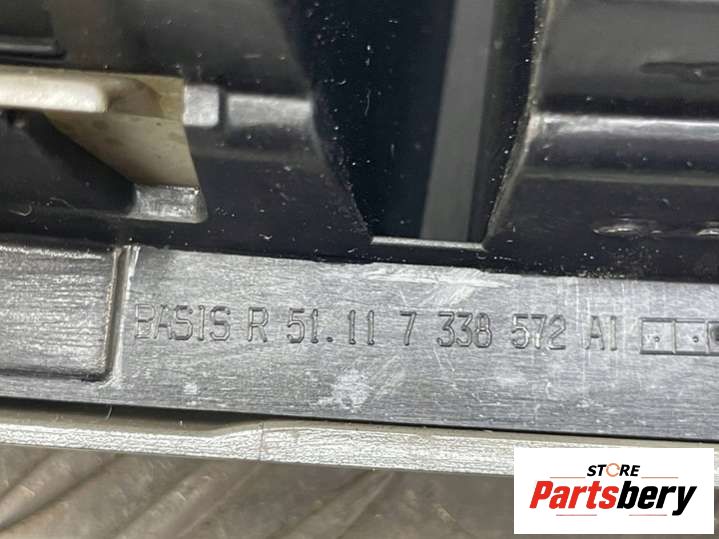 BASIS R 51.11 7 338 572 AI
STORE
Partsbery